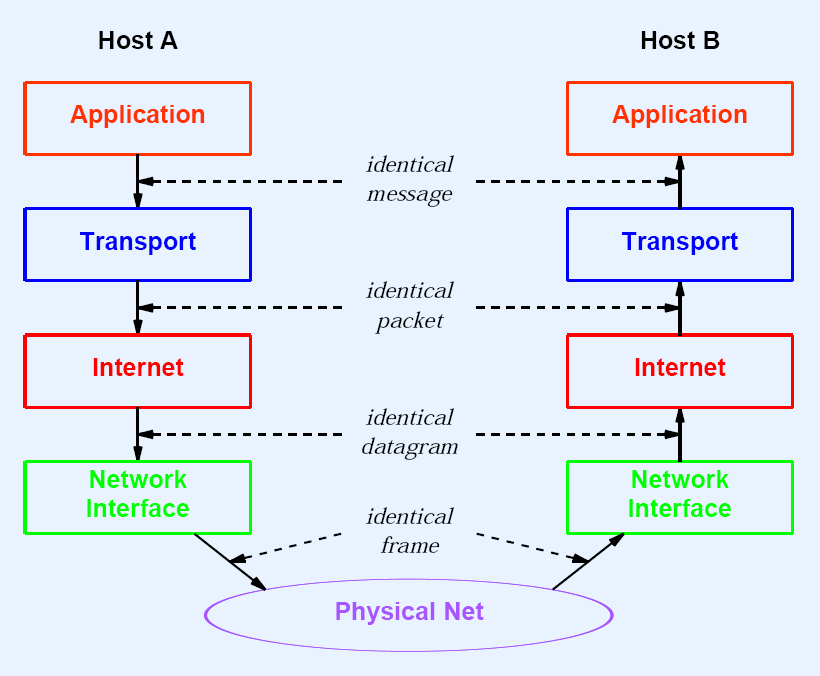 Host A
Host B
Application
Application
identical
message
Transport
Transport
identical
packet
Internet
Internet
identical
datagram
Network
Interface
Network
Interface
identical
frame
Physical Net